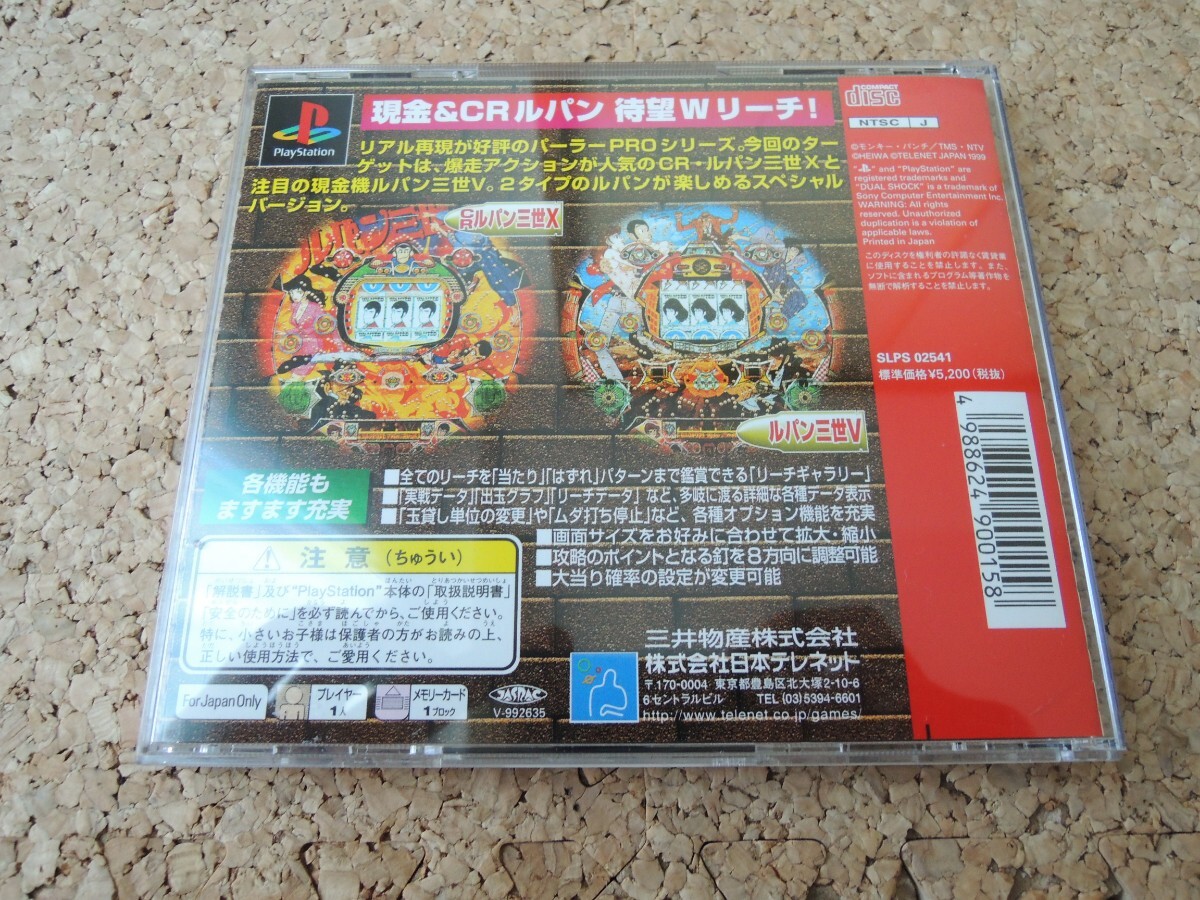 PlayStation
現金&CRルパン 待望Wリーチ!
リアル再現が好評のパーラーPROシリーズ。今回のター
ゲットは、爆走アクションが人気のCR・ルパン三世Xと、
注目の現金機ルパン三世V。2タイプのルパンが楽しめるスペシャル
バージョン。
CRルパン三世X
ルパン三世V
各機能も
ますます充実
■全てのリーチを「当たり」「はずれ」パターンまで鑑賞できる「リーチギャラリー」
■「実戦データ」「出玉グラフ」「リーチデータ」など、多岐に渡る詳細な各種データ表示
■「玉貸し単位の変更」や「ムダ打ち停止」など、各種オプション機能を充実
■画面サイズをお好みに合わせて拡大・縮小
■攻略のポイントとなる釘を8方向に調整可能
■大当り確率の設定が変更可能
注意(ちゅうい)
「解説書」及び"PlayStation"本体の「取扱説明書」
「安全のために」を必ず読んでから、ご使用ください。
特に、小さいお子様は保護者の方がお読みの上、
正しい使用方法で、ご愛用ください。
For Japan Only
プレイヤー
1人
メモリーカード
1ブロック
JASRAC
V-992635
三井物産株式会社
株式会社日本テレネット
〒170-0004 東京都豊島区北大塚2-10-6
6セントラルビル TEL (03)5394-6601
http://www.telenet.co.jp/games/
COMPACT
disc
NTSC J
©モンキー・パンチ/TMS・NTV
©HEIWA ©TELENET JAPAN 1999
" " and "PlayStation" are
registered trademarks and
"DUAL SHOCK" is a trademark of
Sony Computer Entertainment Inc.
WARNING: All rights
reserved. Unauthorized
duplication is a violation of
applicable laws.
Printed in Japan
このディスクを権利者の許諾なく賃貸業
に使用することを禁止します。また、
ソフトに含まれるプログラム等著作物を
無断で解析することを禁止します。
SLPS 02541
標準価格¥5,200(税抜)
4 988624 900158